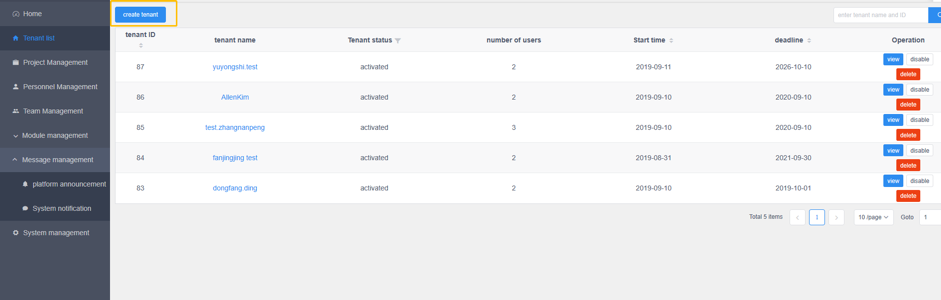 Home
Tenant list
Project Management
Personnel Management
Team Management
Module management
Message management
platform announcement
System notification
System management
create tenant
enter tenant name and ID
tenant ID tenant name Tenant status number of users Start time deadline Operation
87 yuyongshi.test activated 2 2019-09-11 2026-10-10 view disable
delete
86 AllenKim activated 2 2019-09-10 2020-09-10 view disable
delete
85 test.zhangnanpeng activated 3 2019-09-10 2020-09-10 view disable
delete
84 fanjingjing test activated 2 2019-08-31 2021-09-30 view disable
delete
83 dongfang.ding activated 2 2019-09-10 2019-10-01 view disable
delete
Total 5 items 1 10 /page Goto 1